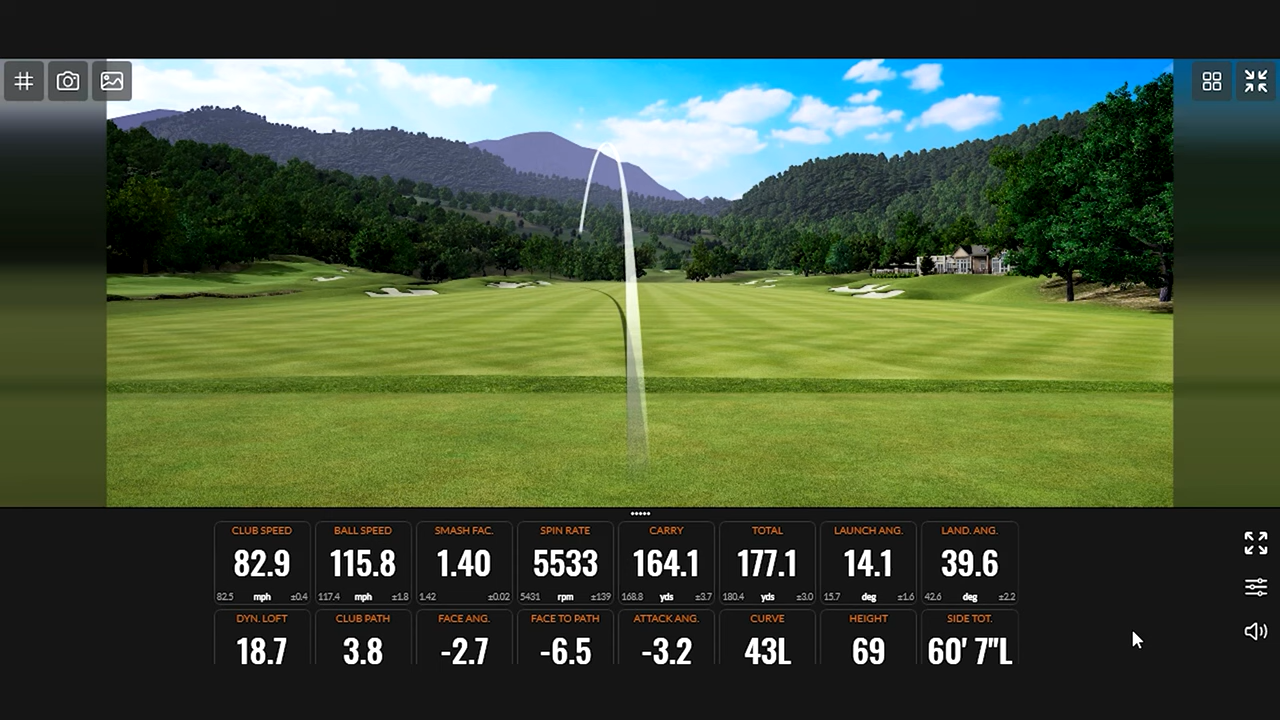 CLUB SPEED BALL SPEED SMASH FAC. SPIN RATE CARRY TOTAL LAUNCH ANG. LAND. ANG.
82.9 115.8 1.40 5533 164.1 177.1 14.1 39.6
82.5 mph ±0.4 117.4 mph ±1.8 1.42 ±0.02 5431 rpm ±139 168.8 yds ±3.7 180.4 yds ±3.0 15.7 deg ±1.6 42.6 deg ±2.2
DYN. LOFT CLUB PATH FACE ANG. FACE TO PATH ATTACK ANG. CURVE HEIGHT SIDE TOT.
18.7 3.8 -2.7 -6.5 -3.2 43L 69 60' 7"L